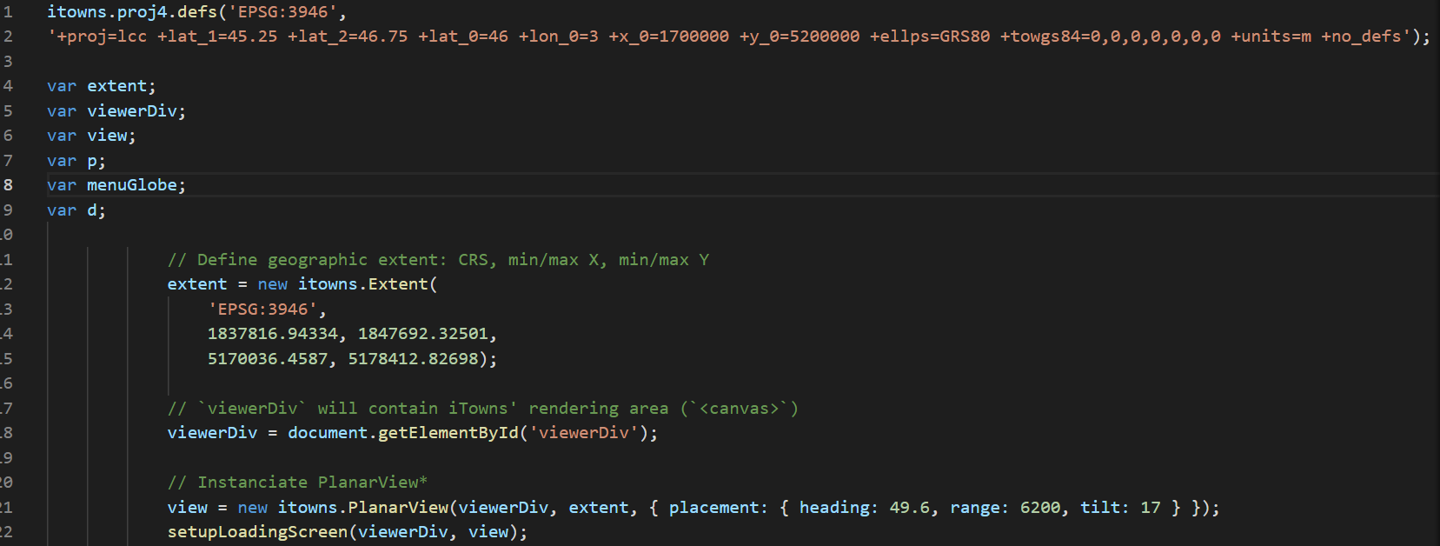 1 itowns.proj4.defs('EPSG:3946',
2 '+proj=lcc +lat_1=45.25 +lat_2=46.75 +lat_0=46 +lon_0=3 +x_0=1700000 +y_0=5200000 +ellps=GRS80 +towgs84=0,0,0,0,0,0,0 +units=m +no_defs');
3
4 var extent;
5 var viewerDiv;
6 var view;
7 var p;
8 var menuGlobe;
9 var d;
10
11 // Define geographic extent: CRS, min/max X, min/max Y
12 extent = new itowns.Extent(
13 'EPSG:3946',
14 1837816.94334, 1847692.32501,
15 5170036.4587, 5178412.82698);
16
17 // `viewerDiv` will contain iTowns' rendering area (`<canvas>`)
18 viewerDiv = document.getElementById('viewerDiv');
19
20 // Instanciate PlanarView*
21 view = new itowns.PlanarView(viewerDiv, extent, { placement: { heading: 49.6, range: 6200, tilt: 17 } });
22 setupLoadingScreen(viewerDiv, view);